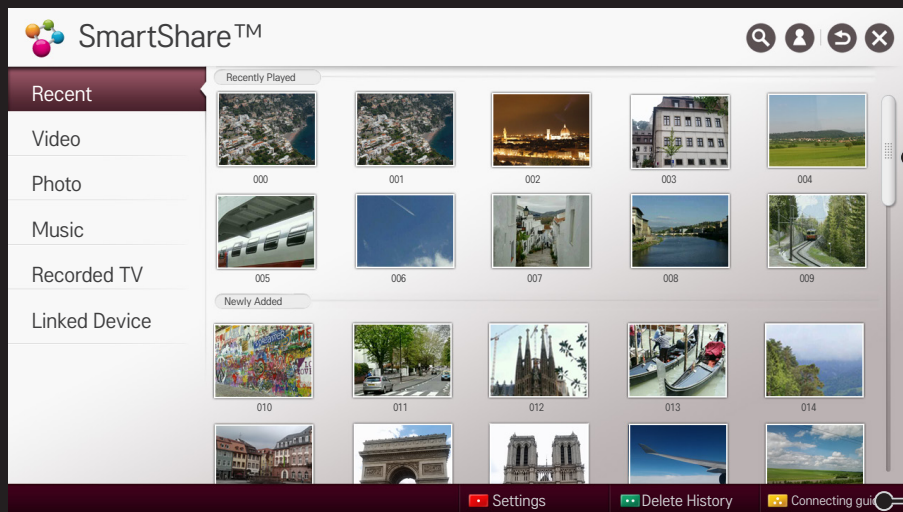 SmartShare™
Recent
Video
Photo
Music
Recorded TV
Linked Device
Recently Played
000
001
002
003
004
005
006
007
008
009
Newly Added
010
011
012
013
014
Settings
Delete History
Connecting